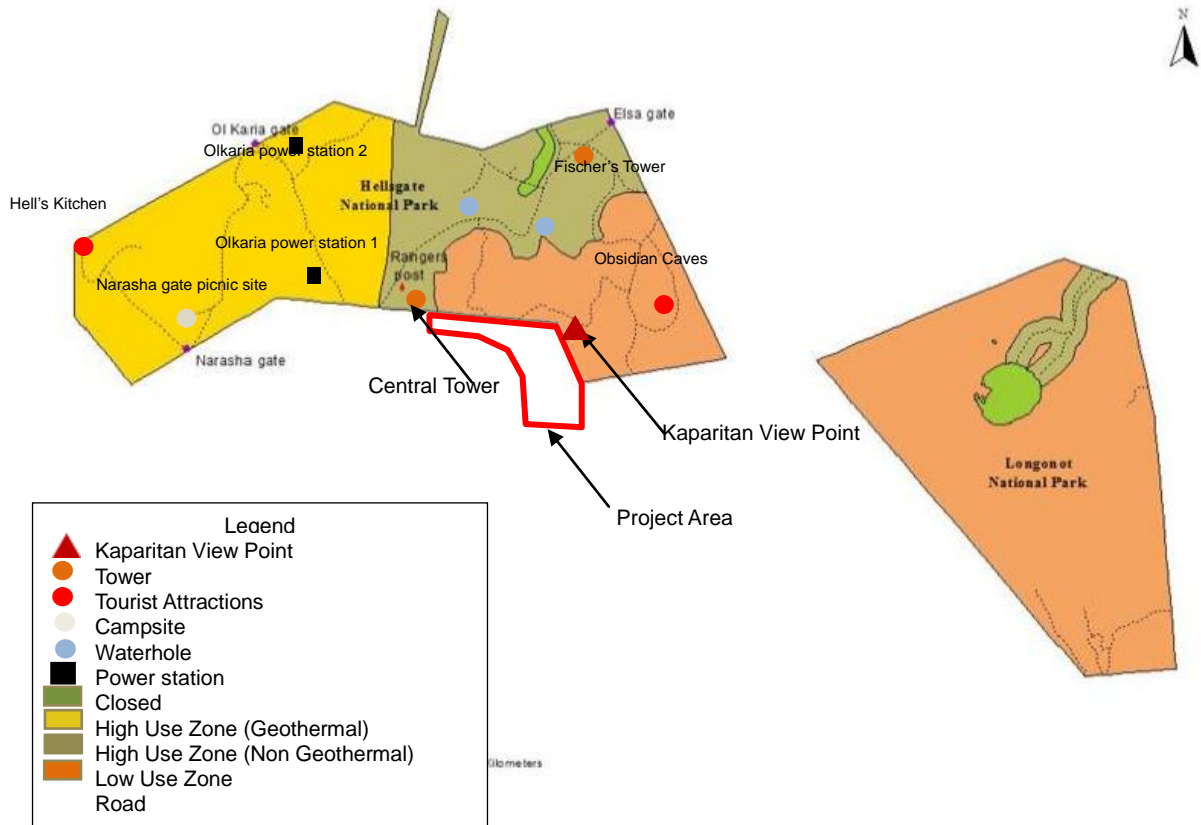 N
Elsa gate
Ol Karia gate
Olkaria power station 2
Fischer's Tower
Hellsgate
National Park
Hell's Kitchen
Olkaria power station 1
Rangers
post
Obsidian Caves
Narasha gate picnic site
Narasha gate
Central Tower
Kaparitan View Point
Longonot
National Park
Project Area
Legend
Kaparitan View Point
Tower
Tourist Attractions
Campsite
Waterhole
Power station
Closed
High Use Zone (Geothermal)
High Use Zone (Non Geothermal)
Low Use Zone
Road
Kilometers